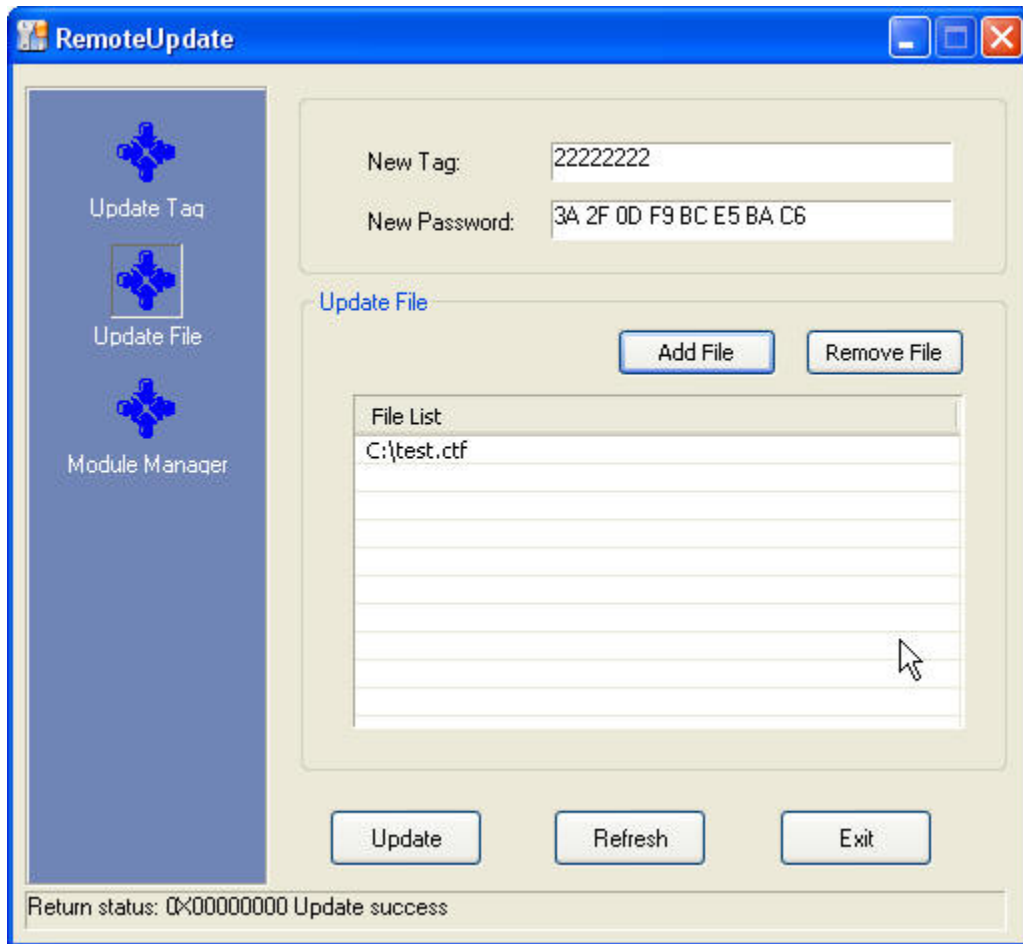 RemoteUpdate
Update Tag
Update File
Module Manager
New Tag: 22222222
New Password: 3A 2F 0D F9 BC E5 BA C6
Update File
Add File Remove File
File List
C:\test.ctf
Update Refresh Exit
Return status: 0X00000000 Update success